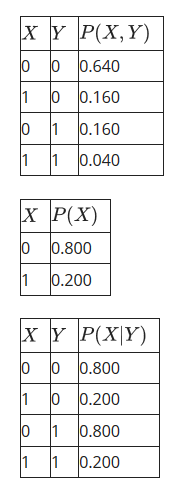 X Y P(X, Y)
0 0 0.640
1 0 0.160
0 1 0.160
1 1 0.040
X P(X)
0 0.800
1 0.200
X Y P(X|Y)
0 0 0.800
1 0 0.200
0 1 0.800
1 1 0.200